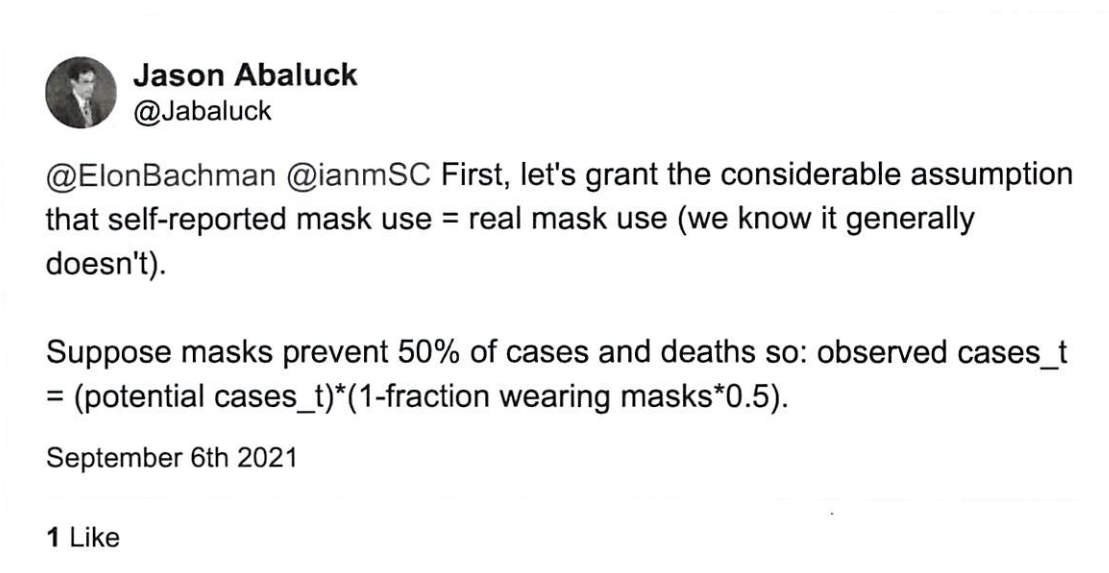 Jason Abaluck
@Jabaluck
@ElonBachman @ianmSC First, let's grant the considerable assumption
that self-reported mask use = real mask use (we know it generally
doesn't).
Suppose masks prevent 50% of cases and deaths so: observed cases_t
= (potential cases_t)*(1-fraction wearing masks*0.5).
September 6th 2021
1 Like